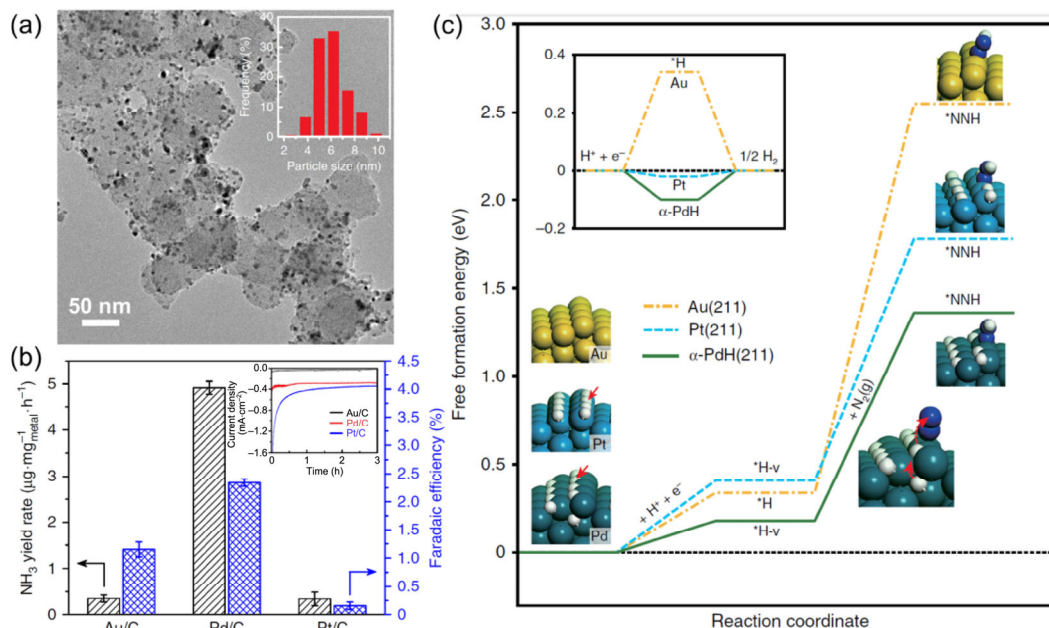 (a)
40
30
20
10
0
Frequency (%)
2 4 6 8 10 12
Particle size (nm)
50 nm
(b)
NH₃ yield rate (µg·mg⁻¹metal·h⁻¹)
5
4
3
2
1
0
Faradaic efficiency (%)
4.5
4.0
3.5
3.0
2.5
2.0
1.5
1.0
0.5
0
Current density
(mA·cm⁻²)
0.0
−0.4
−0.8
−1.2
−1.6
0 1 2 3
Time (h)
Au/C
Pd/C
Pt/C
Au/C Pd/C Pt/C
(c)
Free formation energy (eV)
3.0
2.5
2.0
1.5
1.0
0.5
0
0.4
0.2
0
−0.2
*H
Au
H⁺ + e⁻
1/2 H₂
Pt
α-PdH
Au(211)
Pt(211)
α-PdH(211)
Au
Pt
Pd
+ H⁺ + e⁻
*H-v
*H
*H-v
+ N₂(g)
*NNH
*NNH
*NNH
Reaction coordinate